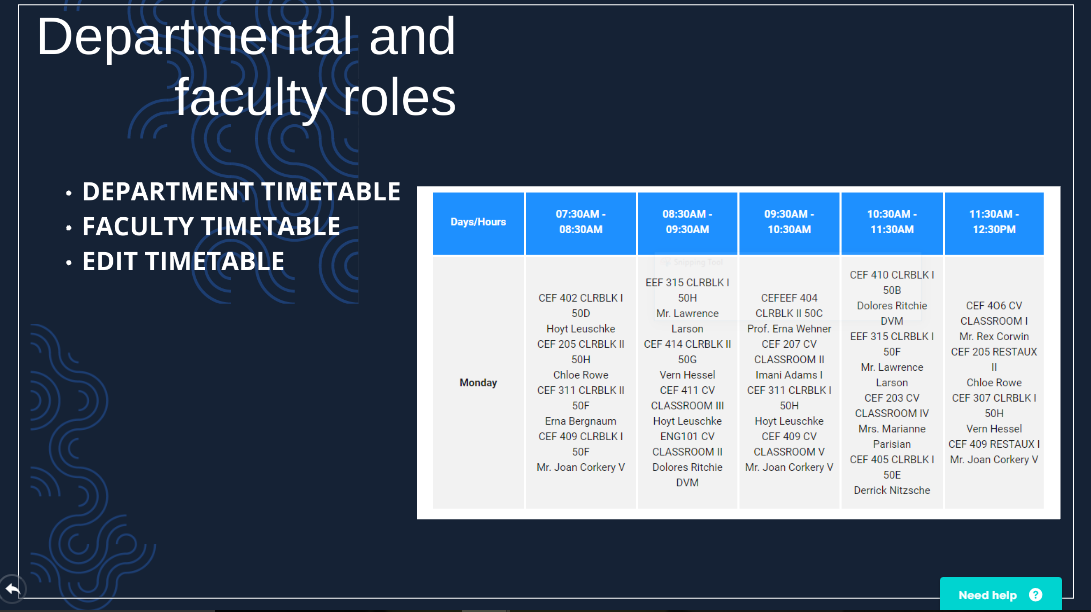 Departmental and
faculty roles
• DEPARTMENT TIMETABLE
• FACULTY TIMETABLE
• EDIT TIMETABLE
Days/Hours
07:30AM -
08:30AM
08:30AM -
09:30AM
09:30AM -
10:30AM
10:30AM -
11:30AM
11:30AM -
12:30PM
Monday
CEF 402 CLRBLK I
50D
Hoyt Leuschke
CEF 205 CLRBLK II
50H
Chloe Rowe
CEF 311 CLRBLK II
50F
Erna Bergnaum
CEF 409 CLRBLK I
50F
Mr. Joan Corkery V
EEF 315 CLRBLK I
50H
Mr. Lawrence
Larson
CEF 414 CLRBLK II
50G
Vern Hessel
CEF 411 CV
CLASSROOM III
Hoyt Leuschke
ENG101 CV
CLASSROOM II
Dolores Ritchie
DVM
CEFEEF 404
CLRBLK II 50C
Prof. Erna Wehner
CEF 207 CV
CLASSROOM II
Imani Adams I
CEF 311 CLRBLK I
50H
Hoyt Leuschke
CEF 409 CV
CLASSROOM V
Mr. Joan Corkery V
CEF 410 CLRBLK I
50B
Dolores Ritchie
DVM
EEF 315 CLRBLK I
50F
Mr. Lawrence
Larson
CEF 203 CV
CLASSROOM IV
Mrs. Marianne
Parisian
CEF 405 CLRBLK I
50E
Derrick Nitzsche
CEF 4O6 CV
CLASSROOM I
Mr. Rex Corwin
CEF 205 RESTAUX
II
Chloe Rowe
CEF 307 CLRBLK I
50H
Vern Hessel
CEF 409 RESTAUX I
Mr. Joan Corkery V
Need help ?